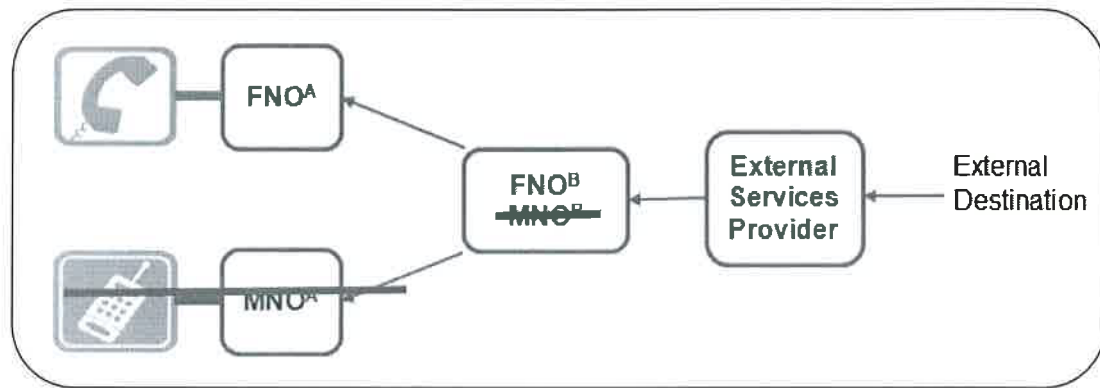 FNOᴬ
FNOᴮ
MNOᴮ
External
Services
Provider
External
Destination
MNOᴬ